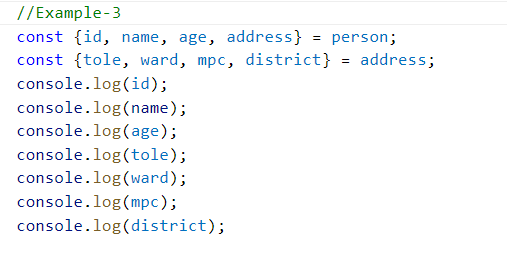 //Example-3
const {id, name, age, address} = person;
const {tole, ward, mpc, district} = address;
console.log(id);
console.log(name);
console.log(age);
console.log(tole);
console.log(ward);
console.log(mpc);
console.log(district);